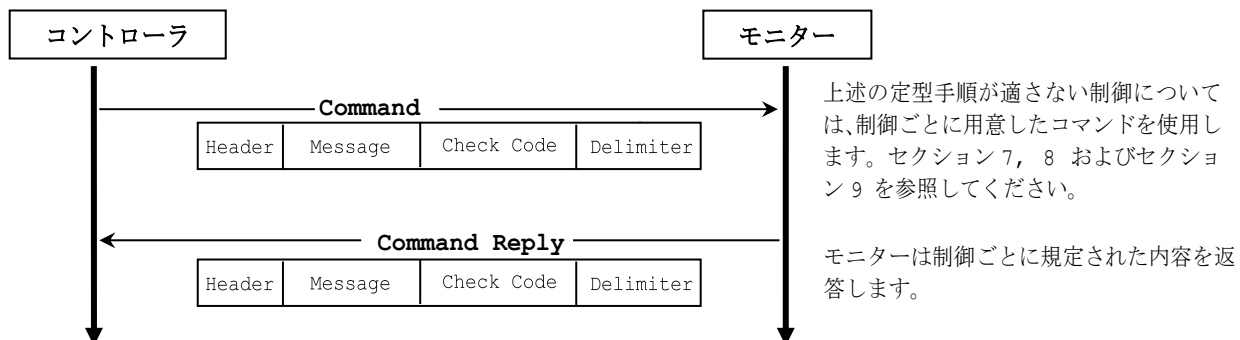 コントローラ
モニター
Command
Header Message Check Code Delimiter
上述の定型手順が適さない制御について
は、制御ごとに用意したコマンドを使用し
ます。セクション 7, 8 およびセクショ
ン 9 を参照してください。
Command Reply
Header Message Check Code Delimiter
モニターは制御ごとに規定された内容を返
答します。